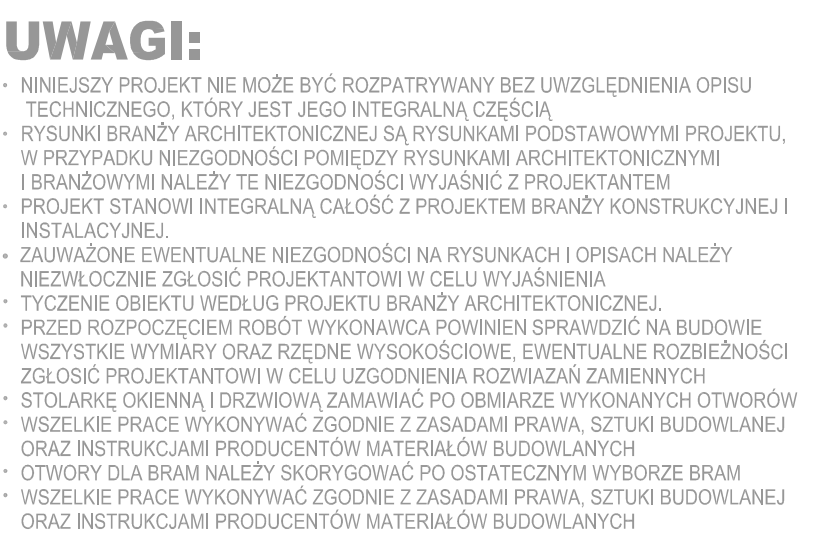 UWAGI:
• NINIEJSZY PROJEKT NIE MOŻE BYĆ ROZPATRYWANY BEZ UWZGLĘDNIENIA OPISU
TECHNICZNEGO, KTÓRY JEST JEGO INTEGRALNĄ CZĘŚCIĄ
• RYSUNKI BRANŻY ARCHITEKTONICZNEJ SĄ RYSUNKAMI PODSTAWOWYMI PROJEKTU,
W PRZYPADKU NIEZGODNOŚCI POMIĘDZY RYSUNKAMI ARCHITEKTONICZNYMI
I BRANŻOWYMI NALEŻY TE NIEZGODNOŚCI WYJAŚNIĆ Z PROJEKTANTEM
• PROJEKT STANOWI INTEGRALNĄ CAŁOŚĆ Z PROJEKTEM BRANŻY KONSTRUKCYJNEJ I
INSTALACYJNEJ.
• ZAUWAŻONE EWENTUALNE NIEZGODNOŚCI NA RYSUNKACH I OPISACH NALEŻY
NIEZWŁOCZNIE ZGŁOSIĆ PROJEKTANTOWI W CELU WYJAŚNIENIA
• TYCZENIE OBIEKTU WEDŁUG PROJEKTU BRANŻY ARCHITEKTONICZNEJ.
• PRZED ROZPOCZĘCIEM ROBÓT WYKONAWCA POWINIEN SPRAWDZIĆ NA BUDOWIE
WSZYSTKIE WYMIARY ORAZ RZĘDNE WYSOKOŚCIOWE, EWENTUALNE ROZBIEŻNOŚCI
ZGŁOSIĆ PROJEKTANTOWI W CELU UZGODNIENIA ROZWIAZAŃ ZAMIENNYCH
• STOLARKĘ OKIENNĄ I DRZWIOWĄ ZAMAWIAĆ PO OBMIARZE WYKONANYCH OTWORÓW
• WSZELKIE PRACE WYKONYWAĆ ZGODNIE Z ZASADAMI PRAWA, SZTUKI BUDOWLANEJ
ORAZ INSTRUKCJAMI PRODUCENTÓW MATERIAŁÓW BUDOWLANYCH
• OTWORY DLA BRAM NALEŻY SKORYGOWAĆ PO OSTATECZNYM WYBORZE BRAM
• WSZELKIE PRACE WYKONYWAĆ ZGODNIE Z ZASADAMI PRAWA, SZTUKI BUDOWLANEJ
ORAZ INSTRUKCJAMI PRODUCENTÓW MATERIAŁÓW BUDOWLANYCH